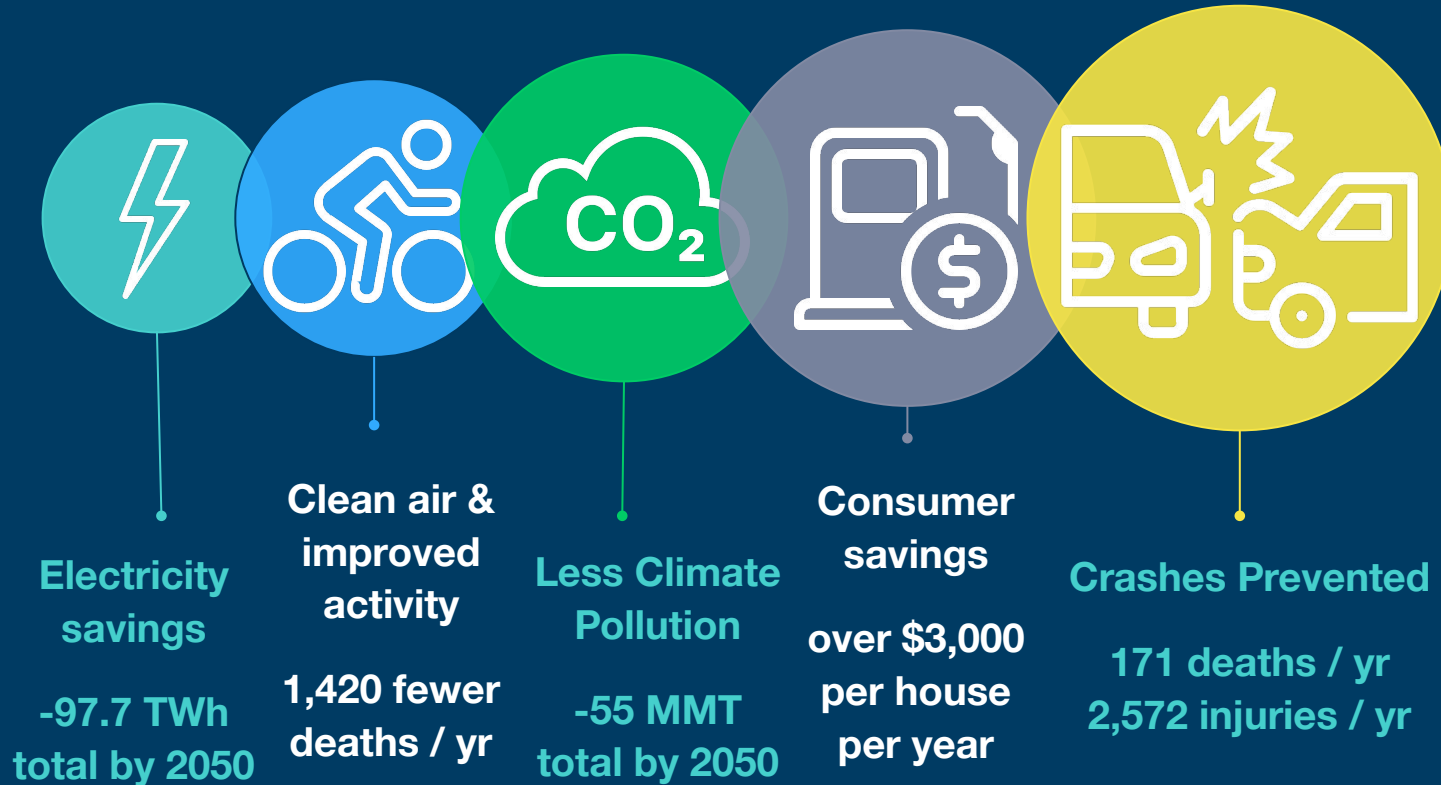 CO₂
$
Electricity
savings
-97.7 TWh
total by 2050
Clean air &
improved
activity
1,420 fewer
deaths / yr
Less Climate
Pollution
-55 MMT
total by 2050
Consumer
savings
over $3,000
per house
per year
Crashes Prevented
171 deaths / yr
2,572 injuries / yr